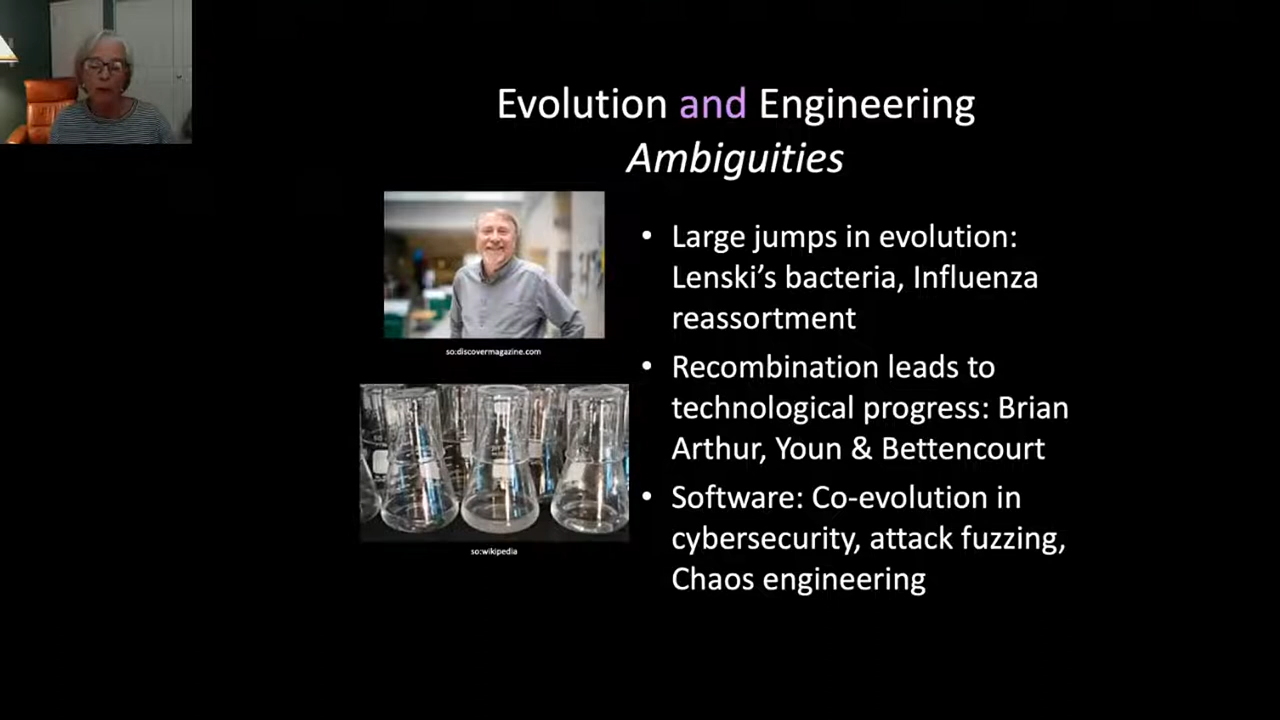 Evolution and Engineering
Ambiguities
so:discovermagazine.com
so:wikipedia
• Large jumps in evolution:
Lenski’s bacteria, Influenza
reassortment
• Recombination leads to
technological progress: Brian
Arthur, Youn & Bettencourt
• Software: Co-evolution in
cybersecurity, attack fuzzing,
Chaos engineering